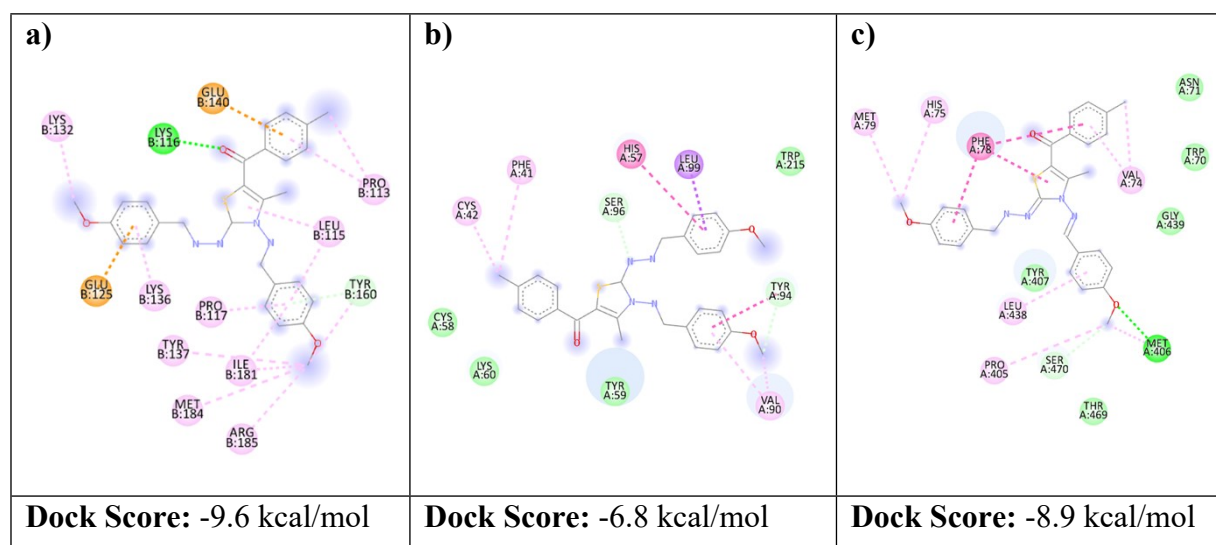 a)
GLU
B:140
LYS
B:132
LYS
B:116
O
PRO
B:113
S
N
N
N
N
O
LEU
B:115
GLU
B:125
LYS
B:136
PRO
B:117
TYR
B:160
TYR
B:137
ILE
B:181
O
MET
B:184
ARG
B:185
Dock Score: -9.6 kcal/mol
b)
HIS
A:57
LEU
A:99
TRP
A:215
PHE
A:41
CYS
A:42
SER
A:96
O
N
N
S
N
N
TYR
A:94
O
CYS
A:58
O
LYS
A:60
TYR
A:59
VAL
A:90
Dock Score: -6.8 kcal/mol
c)
ASN
A:71
MET
A:79
HIS
A:75
PHE
A:78
O
TRP
A:70
VAL
A:74
S
N
N
N
N
O
GLY
A:439
TYR
A:407
LEU
A:438
O
MET
A:406
PRO
A:405
SER
A:470
THR
A:469
Dock Score: -8.9 kcal/mol